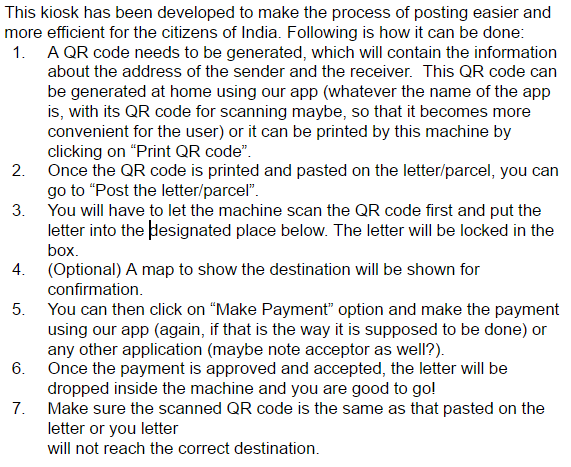 This kiosk has been developed to make the process of posting easier and
more efficient for the citizens of India. Following is how it can be done:
1. A QR code needs to be generated, which will contain the information
about the address of the sender and the receiver.  This QR code can
be generated at home using our app (whatever the name of the app
is, with its QR code for scanning maybe, so that it becomes more
convenient for the user) or it can be printed by this machine by
clicking on “Print QR code”.
2. Once the QR code is printed and pasted on the letter/parcel, you can
go to “Post the letter/parcel”.
3. You will have to let the machine scan the QR code first and put the
letter into the designated place below. The letter will be locked in the
box.
4. (Optional) A map to show the destination will be shown for
confirmation.
5. You can then click on “Make Payment” option and make the payment
using our app (again, if that is the way it is supposed to be done) or
any other application (maybe note acceptor as well?).
6. Once the payment is approved and accepted, the letter will be
dropped inside the machine and you are good to go!
7. Make sure the scanned QR code is the same as that pasted on the
letter or you letter
will not reach the correct destination.